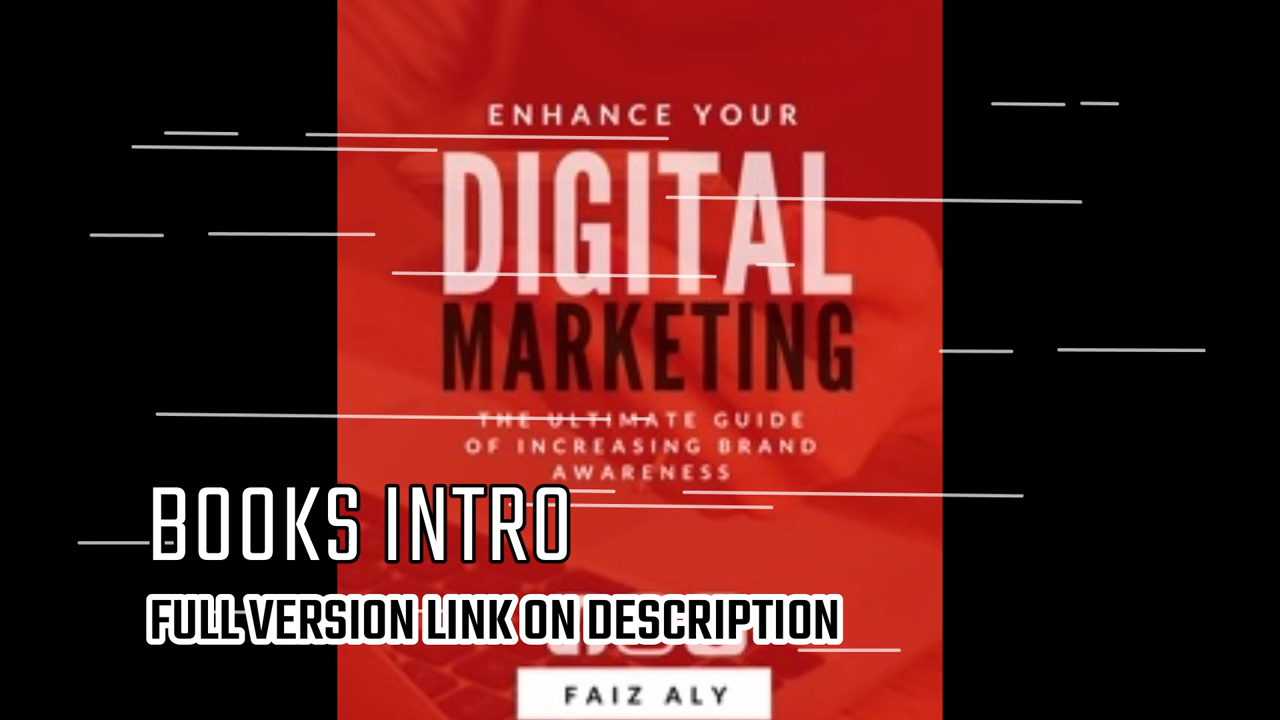 ENHANCE YOUR
DIGITAL
MARKETING
THE ULTIMATE GUIDE
OF INCREASING BRAND
AWARENESS
BOOKS INTRO
FULL VERSION LINK ON DESCRIPTION
FAIZ ALY